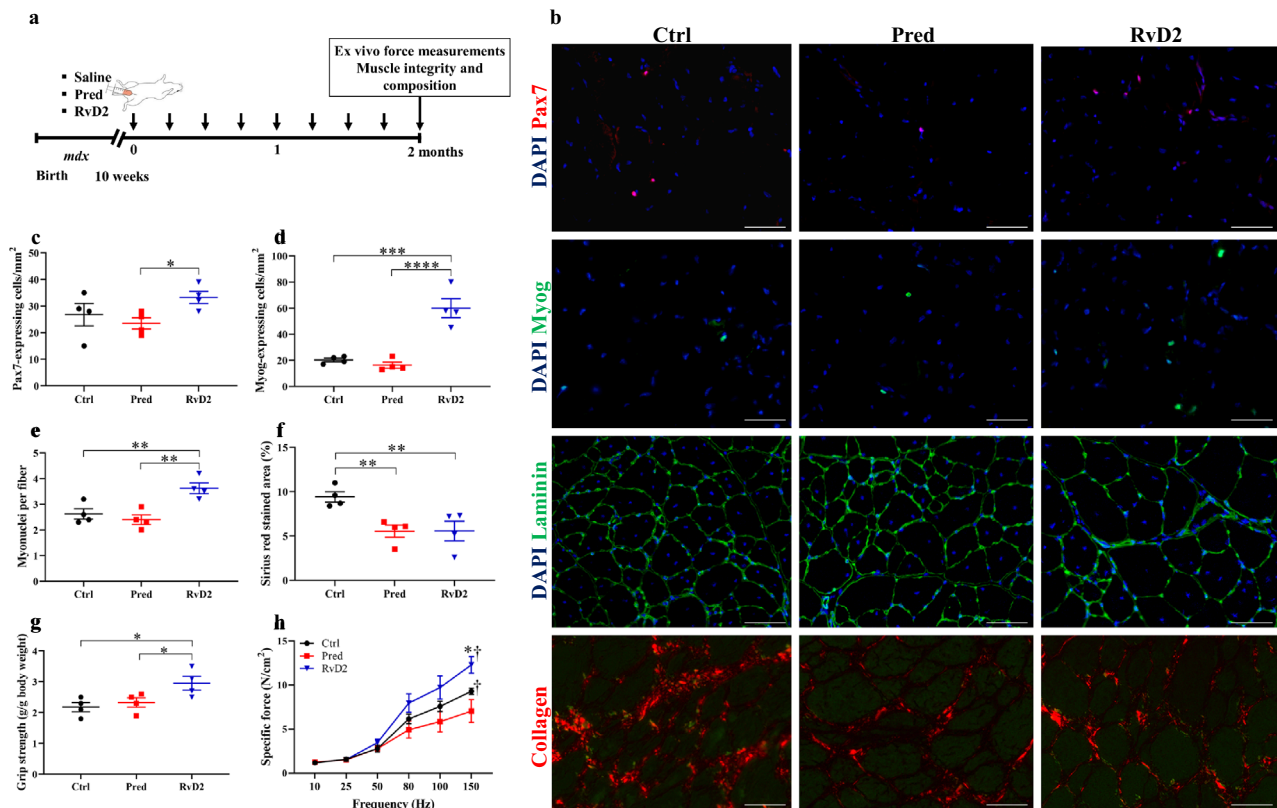 a
Ex vivo force measurements
Muscle integrity and
composition
▪ Saline
▪ Pred
▪ RvD2
0
1
2 months
mdx
Birth
10 weeks
b
Ctrl
Pred
RvD2
DAPI Pax7
DAPI Myog
DAPI Laminin
Collagen
c
Pax7-expressing cells/mm²
50
40
30
20
10
0
*
Ctrl
Pred
RvD2
d
Myog-expressing cells/mm²
100
80
60
40
20
0
***
****
Ctrl
Pred
RvD2
e
Myonuclei per fiber
5
4
3
2
1
0
**
**
Ctrl
Pred
RvD2
f
Sirius red stained area (%)
15
10
5
0
**
**
Ctrl
Pred
RvD2
g
Grip strength (g/g body weight)
4
3
2
1
0
*
*
Ctrl
Pred
RvD2
h
Specific force (N/cm²)
15
10
5
0
Ctrl
Pred
RvD2
*†
†
10
25
50
80
100
150
Frequency (Hz)